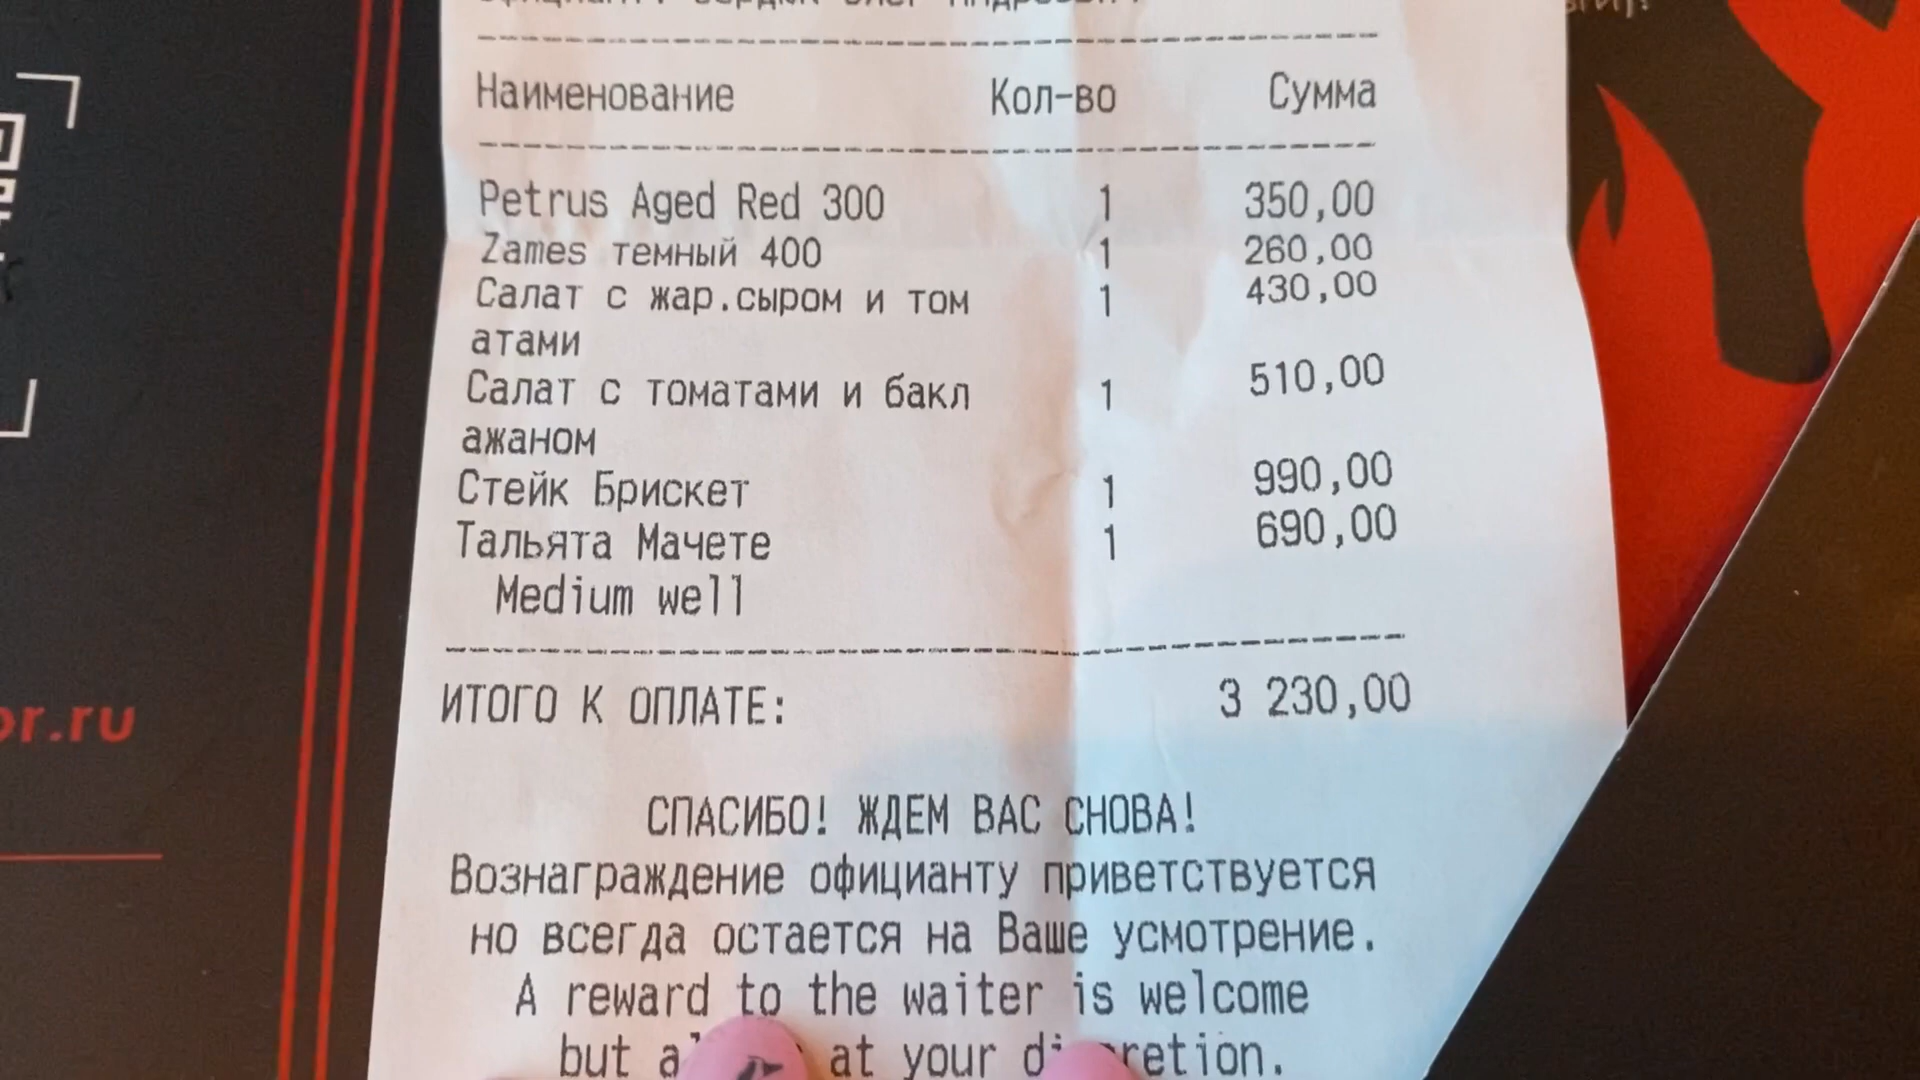 Наименование Кол-во Сумма
Petrus Aged Red 300 1 350,00
Zames темный 400 1 260,00
Салат с жар.сыром и том 1 430,00
атами
Салат с томатами и бакл 1 510,00
ажаном
Стейк Брискет 1 990,00
Тальята Мачете 1 690,00
Medium well
ИТОГО К ОПЛАТЕ: 3 230,00
СПАСИБО! ЖДЕМ ВАС СНОВА!
Вознаграждение официанту приветствуется
но всегда остается на Ваше усмотрение.
A reward to the waiter is welcome
but at your
or.ru